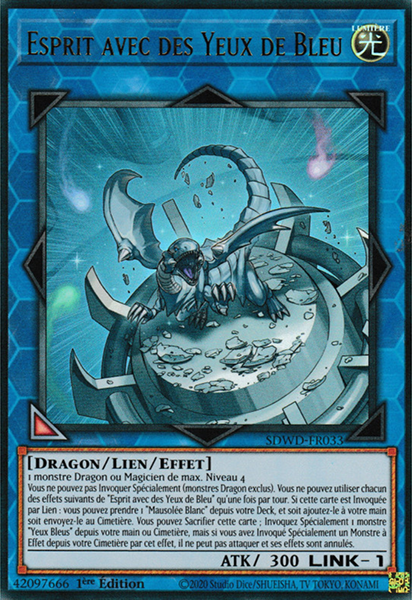 ESPRIT AVEC DES YEUX DE BLEU
LUMIÈRE
光
SDWD-FR033
[DRAGON/LIEN/EFFET]
1 monstre Dragon ou Magicien de max. Niveau 4
Vous ne pouvez pas Invoquer Spécialement (monstres Dragon exclus). Vous ne pouvez utiliser chacun
des effets suivants de "Esprit avec des Yeux de Bleu" qu'une fois par tour. Si cette carte est Invoquée
par Lien : vous pouvez prendre 1 "Mausolée Blanc" depuis votre Deck, et soit ajoutez-le à votre main
soit envoyez-le au Cimetière. Vous pouvez Sacrifier cette carte ; Invoquez Spécialement 1 monstre
"Yeux Bleus" depuis votre main ou Cimetière, mais si vous avez Invoqué Spécialement un Monstre à
Effet depuis votre Cimetière par cet effet, il ne peut pas attaquer et ses effets sont annulés.
ATK/ 300 LINK-1
42097666 1ère Édition ©2020 Studio Dice/SHUEISHA, TV TOKYO, KONAMI